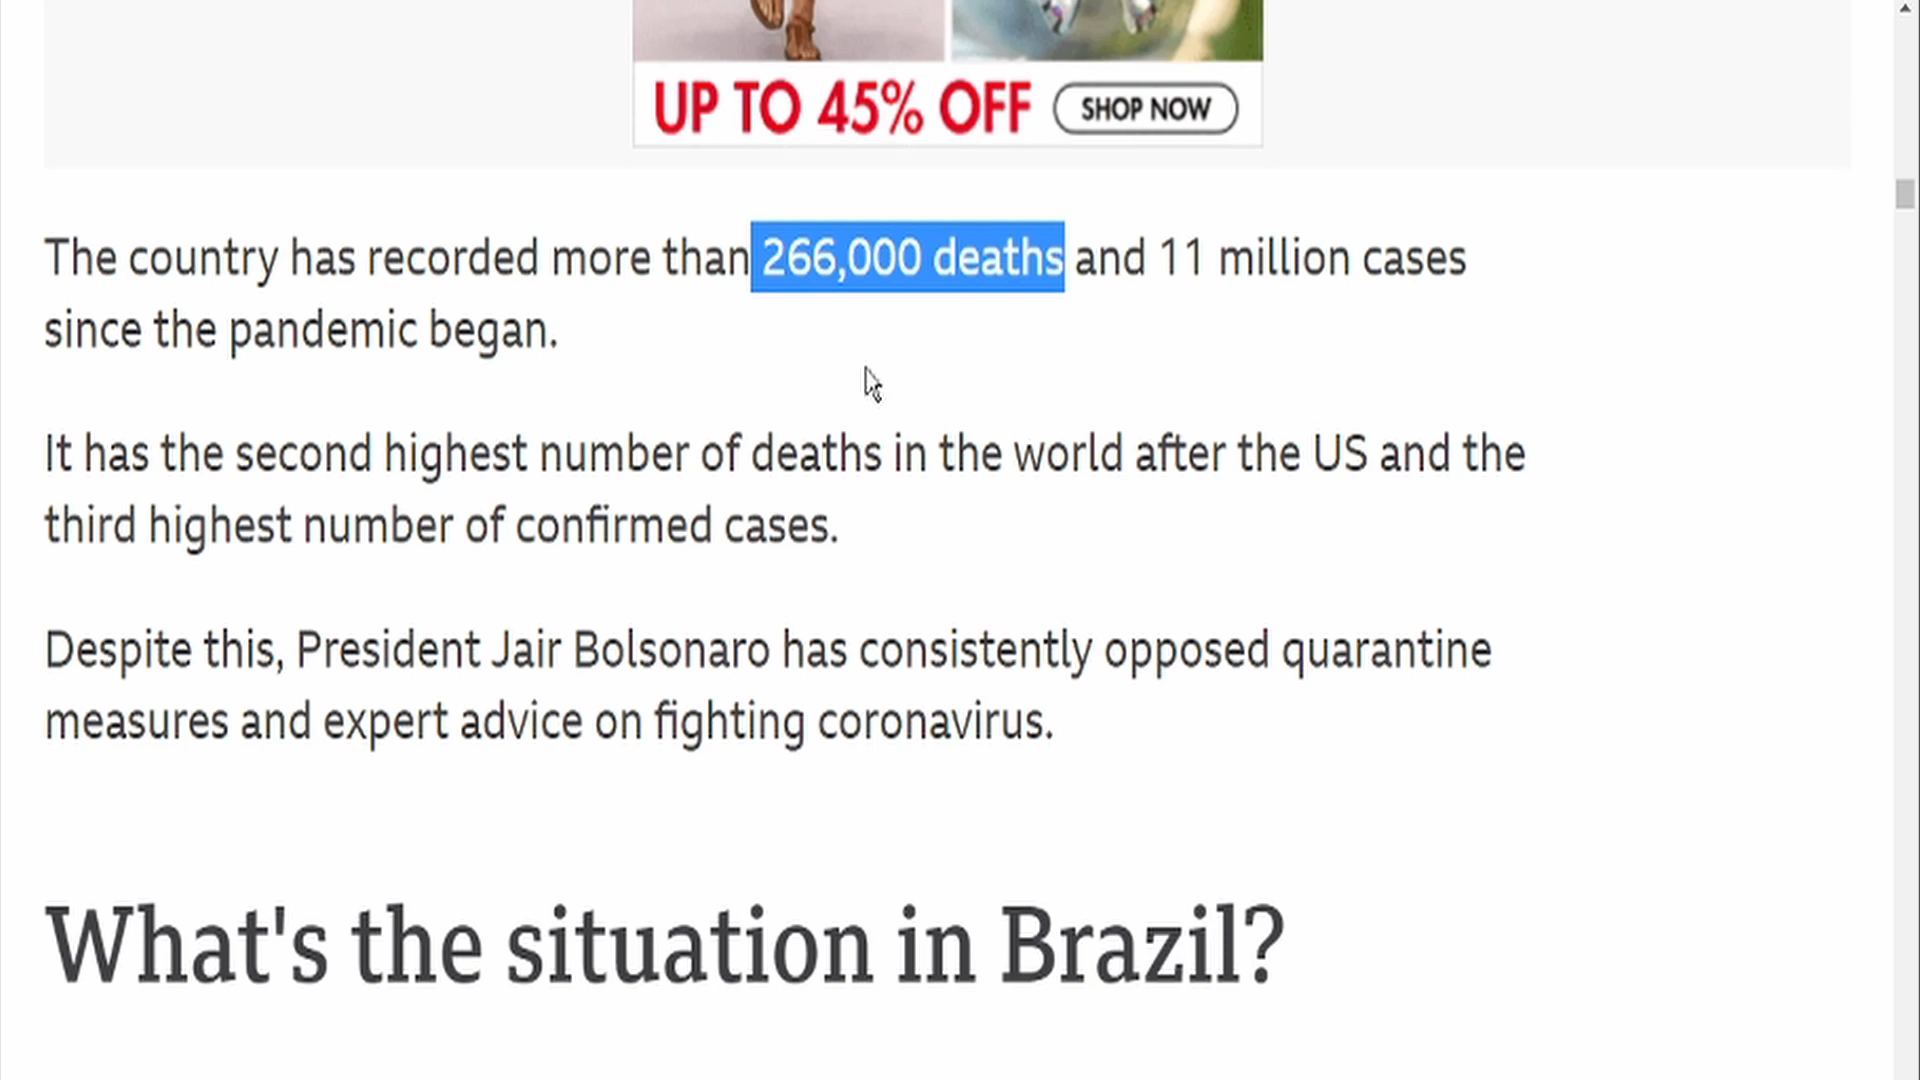 UP TO 45% OFF SHOP NOW
The country has recorded more than 266,000 deaths and 11 million cases
since the pandemic began.
It has the second highest number of deaths in the world after the US and the
third highest number of confirmed cases.
Despite this, President Jair Bolsonaro has consistently opposed quarantine
measures and expert advice on fighting coronavirus.
What's the situation in Brazil?